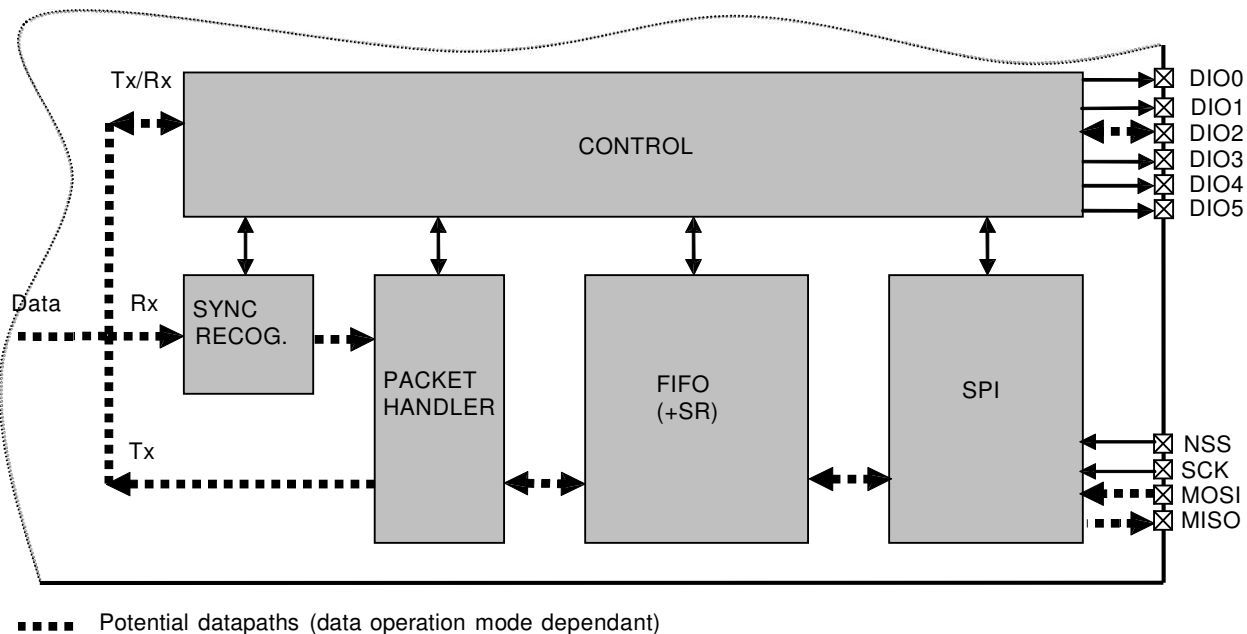 Tx/Rx
CONTROL
DIO0
DIO1
DIO2
DIO3
DIO4
DIO5
Data
Rx
SYNC
RECOG.
PACKET
HANDLER
FIFO
(+SR)
SPI
Tx
NSS
SCK
MOSI
MISO
Potential datapaths (data operation mode dependant)